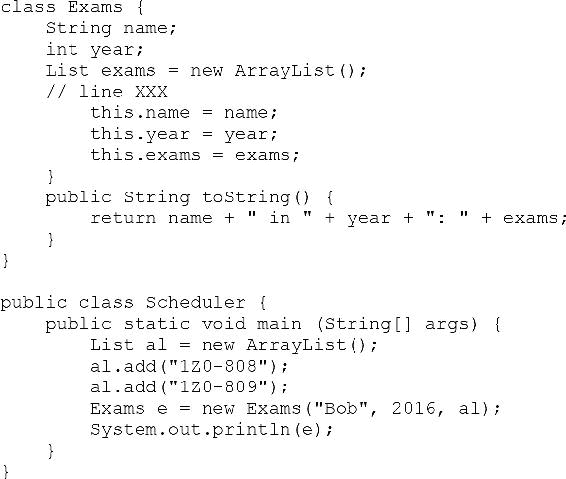 class Exams {
    String name;
    int year;
    List exams = new ArrayList();
    // line XXX
        this.name = name;
        this.year = year;
        this.exams = exams;
    }
    public String toString() {
        return name + " in " + year + ": " + exams;
    }
}

public class Scheduler {
    public static void main (String[] args) {
        List al = new ArrayList();
        al.add("1Z0-808");
        al.add("1Z0-809");
        Exams e = new Exams("Bob", 2016, al);
        System.out.println(e);
    }
}